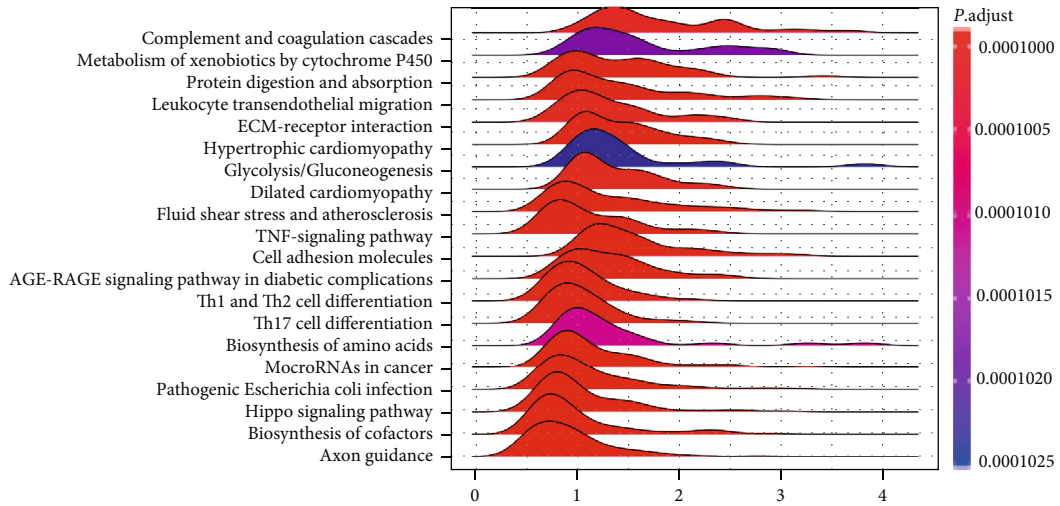 Complement and coagulation cascades
Metabolism of xenobiotics by cytochrome P450
Protein digestion and absorption
Leukocyte transendothelial migration
ECM-receptor interaction
Hypertrophic cardiomyopathy
Glycolysis/Gluconeogenesis
Dilated cardiomyopathy
Fluid shear stress and atherosclerosis
TNF-signaling pathway
Cell adhesion molecules
AGE-RAGE signaling pathway in diabetic complications
Th1 and Th2 cell differentiation
Th17 cell differentiation
Biosynthesis of amino acids
MocroRNAs in cancer
Pathogenic Escherichia coli infection
Hippo signaling pathway
Biosynthesis of cofactors
Axon guidance
0 1 2 3 4
P.adjust
0.0001000
0.0001005
0.0001010
0.0001015
0.0001020
0.0001025